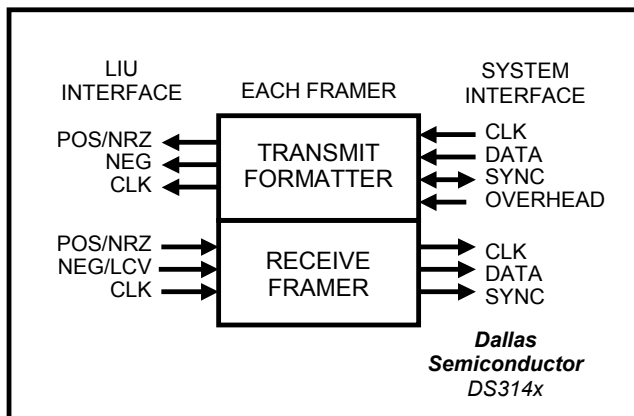 LIU
INTERFACE
EACH FRAMER
SYSTEM
INTERFACE
POS/NRZ
NEG
CLK
TRANSMIT
FORMATTER
CLK
DATA
SYNC
OVERHEAD
POS/NRZ
NEG/LCV
CLK
RECEIVE
FRAMER
CLK
DATA
SYNC
Dallas
Semiconductor
DS314x